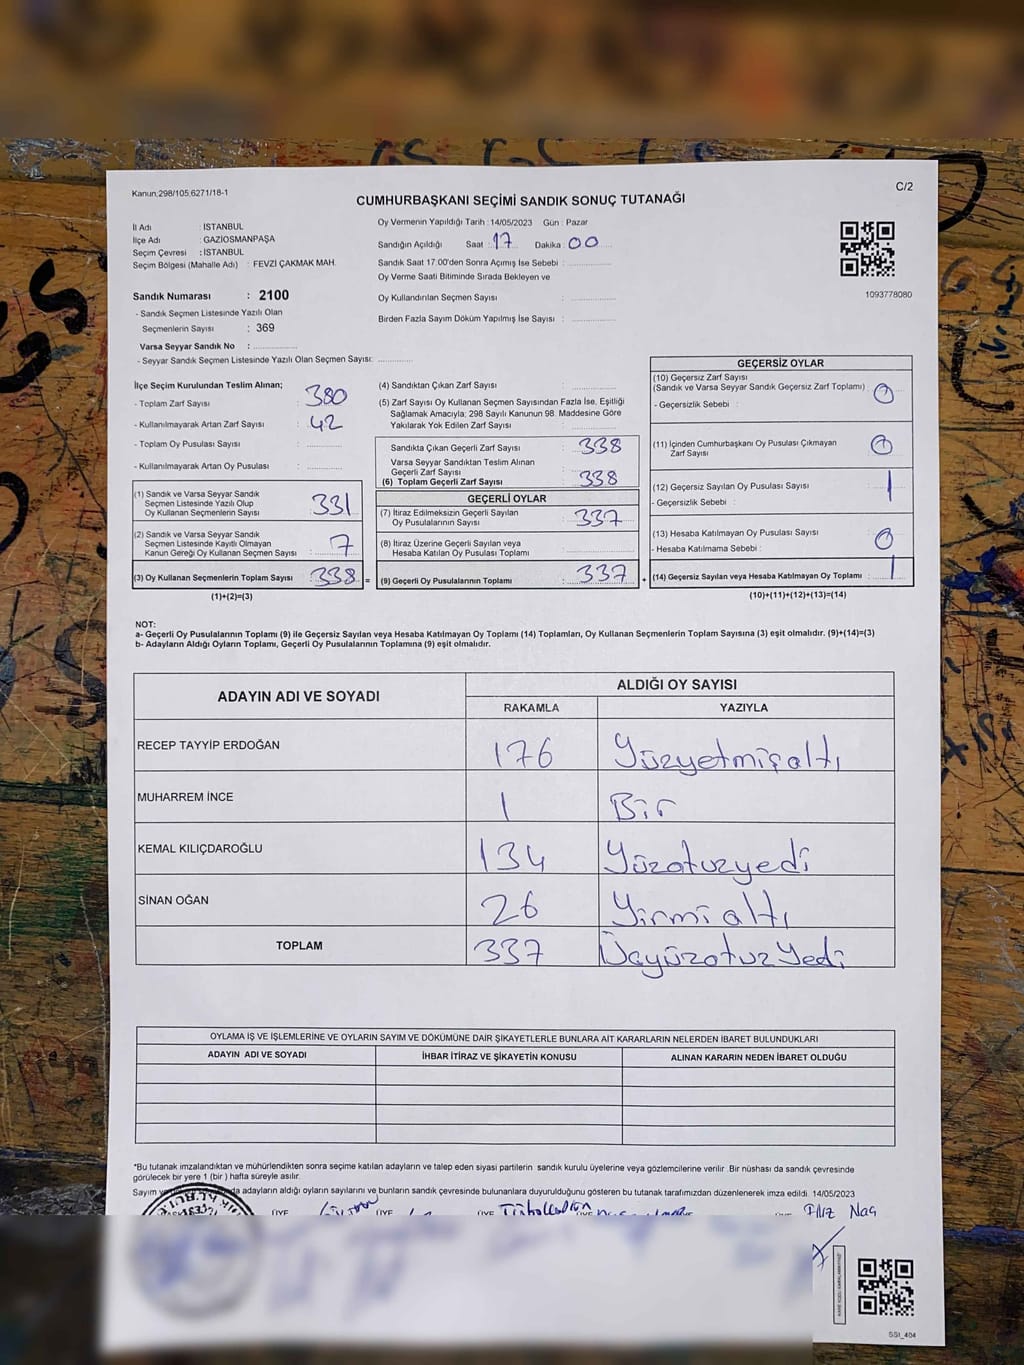 Kanun;298/105,6271/18-1
C/2
CUMHURBAŞKANI SEÇİMİ SANDIK SONUÇ TUTANAĞI
İl Adı : İSTANBUL
İlçe Adı : GAZİOSMANPAŞA
Seçim Çevresi : İSTANBUL
Seçim Bölgesi (Mahalle Adı) : FEVZİ ÇAKMAK MAH.
Oy Vermenin Yapıldığı Tarih : 14/05/2023 Gün : Pazar
Sandığın Açıldığı Saat : 17 Dakika : 00
Sandık Saat 17:00'den Sonra Açımış İse Sebebi :
Oy Verme Saati Bitiminde Sırada Bekleyen ve
Oy Kullandırılan Seçmen Sayısı :
Birden Fazla Sayım Döküm Yapılmış İse Sayısı :
1093778080
Sandık Numarası : 2100
- Sandık Seçmen Listesinde Yazılı Olan
Seçmenlerin Sayısı : 369
Varsa Seyyar Sandık No :
- Seyyar Sandık Seçmen Listesinde Yazılı Olan Seçmen Sayısı:
İlçe Seçim Kurulundan Teslim Alınan;
- Toplam Zarf Sayısı : 380
- Kullanılmayarak Artan Zarf Sayısı : 42
- Toplam Oy Pusulası Sayısı :
- Kullanılmayarak Artan Oy Pusulası :
(1) Sandık ve Varsa Seyyar Sandık
Seçmen Listesinde Yazılı Olup
Oy Kullanan Seçmenlerin Sayısı : 331
(2) Sandık ve Varsa Seyyar Sandık
Seçmen Listesinde Kayıtlı Olmayan
Kanun Gereği Oy Kullanan Seçmen Sayısı : 7
(3) Oy Kullanan Seçmenlerin Toplam Sayısı : 338 =
(1)+(2)=(3)
(4) Sandıktan Çıkan Zarf Sayısı :
(5) Zarf Sayısı Oy Kullanan Seçmen Sayısından Fazla İse, Eşitliği
Sağlamak Amacıyla; 298 Sayılı Kanunun 98. Maddesine Göre
Yakılarak Yok Edilen Zarf Sayısı :
Sandıkta Çıkan Geçerli Zarf Sayısı : 338
Varsa Seyyar Sandıktan Teslim Alınan
Geçerli Zarf Sayısı :
(6) Toplam Geçerli Zarf Sayısı : 338
GEÇERLİ OYLAR
(7) İtiraz Edilmeksizin Geçerli Sayılan
Oy Pusulalarının Sayısı : 337
(8) İtiraz Üzerine Geçerli Sayılan veya
Hesaba Katılan Oy Pusulası Toplamı :
(9) Geçerli Oy Pusulalarının Toplamı : 337 +
GEÇERSİZ OYLAR
(10) Geçersiz Zarf Sayısı
(Sandık ve Varsa Seyyar Sandık Geçersiz Zarf Toplamı) : 0
- Geçersizlik Sebebi :
(11) İçinden Cumhurbaşkanı Oy Pusulası Çıkmayan
Zarf Sayısı : 0
(12) Geçersiz Sayılan Oy Pusulası Sayısı : 1
- Geçersizlik Sebebi :
(13) Hesaba Katılmayan Oy Pusulası Sayısı : 0
- Hesaba Katılmama Sebebi :
(14) Geçersiz Sayılan veya Hesaba Katılmayan Oy Toplamı : 1
(10)+(11)+(12)+(13)=(14)
NOT:
a- Geçerli Oy Pusulalarının Toplamı (9) ile Geçersiz Sayılan veya Hesaba Katılmayan Oy Toplamı (14) Toplamları, Oy Kullanan Seçmenlerin Toplam Sayısına (3) eşit olmalıdır. (9)+(14)=(3)
b- Adayların Aldığı Oyların Toplamı, Geçerli Oy Pusulalarının Toplamına (9) eşit olmalıdır.
ADAYIN ADI VE SOYADI
ALDIĞI OY SAYISI
RAKAMLA YAZIYLA
RECEP TAYYİP ERDOĞAN 176 Yüzyetmişaltı
MUHARREM İNCE 1 Bir
KEMAL KILIÇDAROĞLU 134 Yüzotuzyedi
SİNAN OĞAN 26 Yirmi altı
TOPLAM 337 Üçyüzotuz Yedi
OYLAMA İŞ VE İŞLEMLERİNE VE OYLARIN SAYIM VE DÖKÜMÜNE DAİR ŞİKAYETLERLE BUNLARA AİT KARARLARIN NELERDEN İBARET BULUNDUKLARI
ADAYIN ADI VE SOYADI İHBAR İTİRAZ VE ŞİKAYETİN KONUSU ALINAN KARARIN NEDEN İBARET OLDUĞU
*Bu tutanak imzalandıktan ve mühürlendikten sonra seçime katılan adayların ve talep eden siyasi partilerin sandık kurulu üyelerine veya gözlemcilerine verilir. Bir nüshası da sandık çevresinde
görülecek bir yere 1 (bir) hafta süreyle asılır.
Sayım adayların aldığı oyların sayılarını ve bunların sandık çevresinde bulunanlara duyurulduğunu gösteren bu tutanak tarafımızdan düzenlenerek imza edildi. 14/05/2023
ÜYE ÜYE ÜYE Filiz Naç
SS1_404